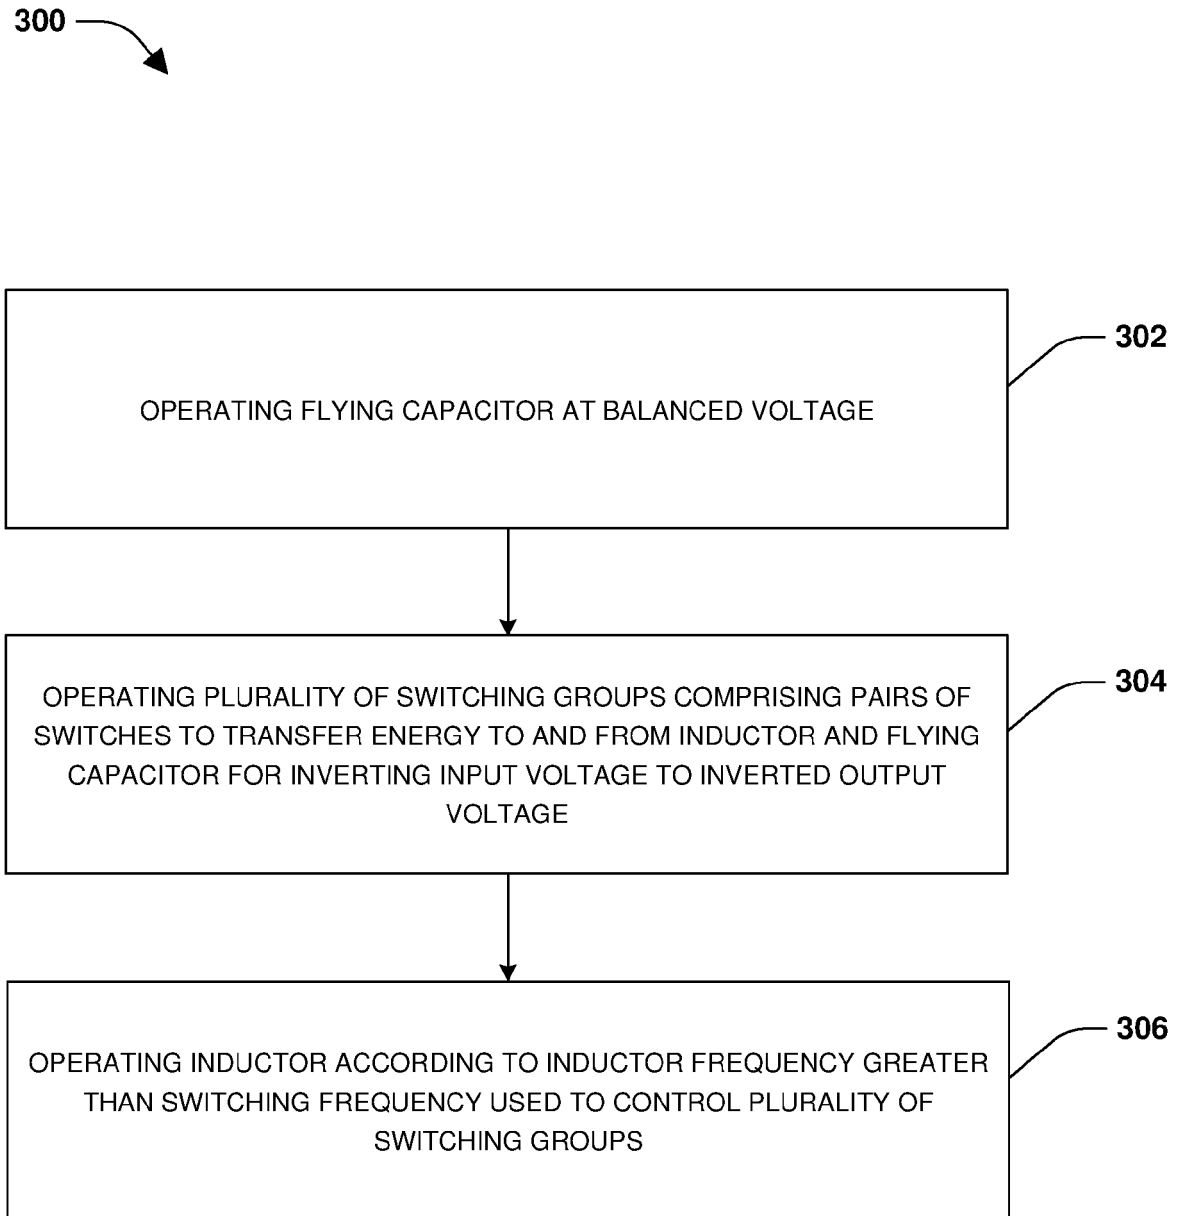 300
302
OPERATING FLYING CAPACITOR AT BALANCED VOLTAGE
304
OPERATING PLURALITY OF SWITCHING GROUPS COMPRISING PAIRS OF
SWITCHES TO TRANSFER ENERGY TO AND FROM INDUCTOR AND FLYING
CAPACITOR FOR INVERTING INPUT VOLTAGE TO INVERTED OUTPUT
VOLTAGE
306
OPERATING INDUCTOR ACCORDING TO INDUCTOR FREQUENCY GREATER
THAN SWITCHING FREQUENCY USED TO CONTROL PLURALITY OF
SWITCHING GROUPS